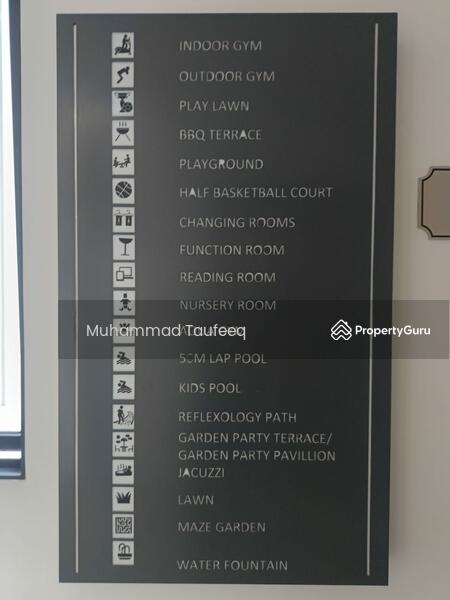 INDOOR GYM
OUTDOOR GYM
PLAY LAWN
BBQ TERRACE
PLAYGROUND
HALF BASKETBALL COURT
CHANGING ROOMS
FUNCTION ROOM
READING ROOM
NURSERY ROOM
Muhammad Taufeeq
PropertyGuru
50M LAP POOL
KIDS POOL
REFLEXOLOGY PATH
GARDEN PARTY TERRACE/
GARDEN PARTY PAVILLION
JACUZZI
LAWN
MAZE GARDEN
WATER FOUNTAIN